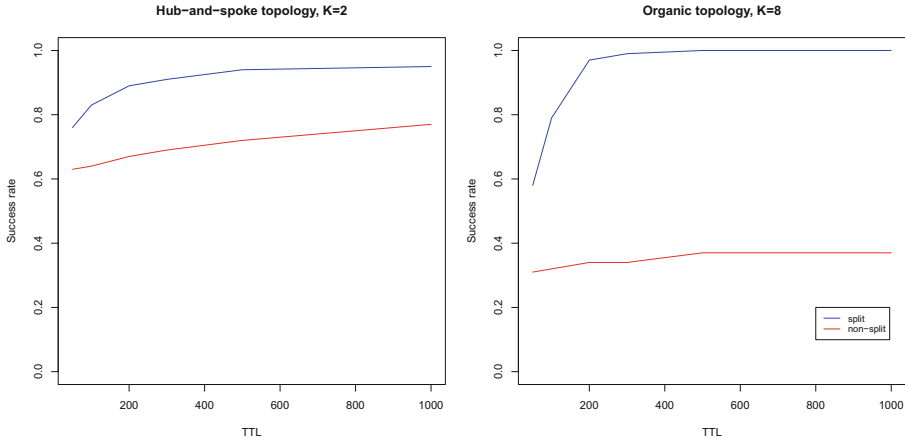 Hub−and−spoke topology, K=2
Success rate
1.0
0.8
0.6
0.4
0.2
0.0
200 400 600 800 1000
TTL
Organic topology, K=8
Success rate
1.0
0.8
0.6
0.4
0.2
0.0
split
non−split
200 400 600 800 1000
TTL